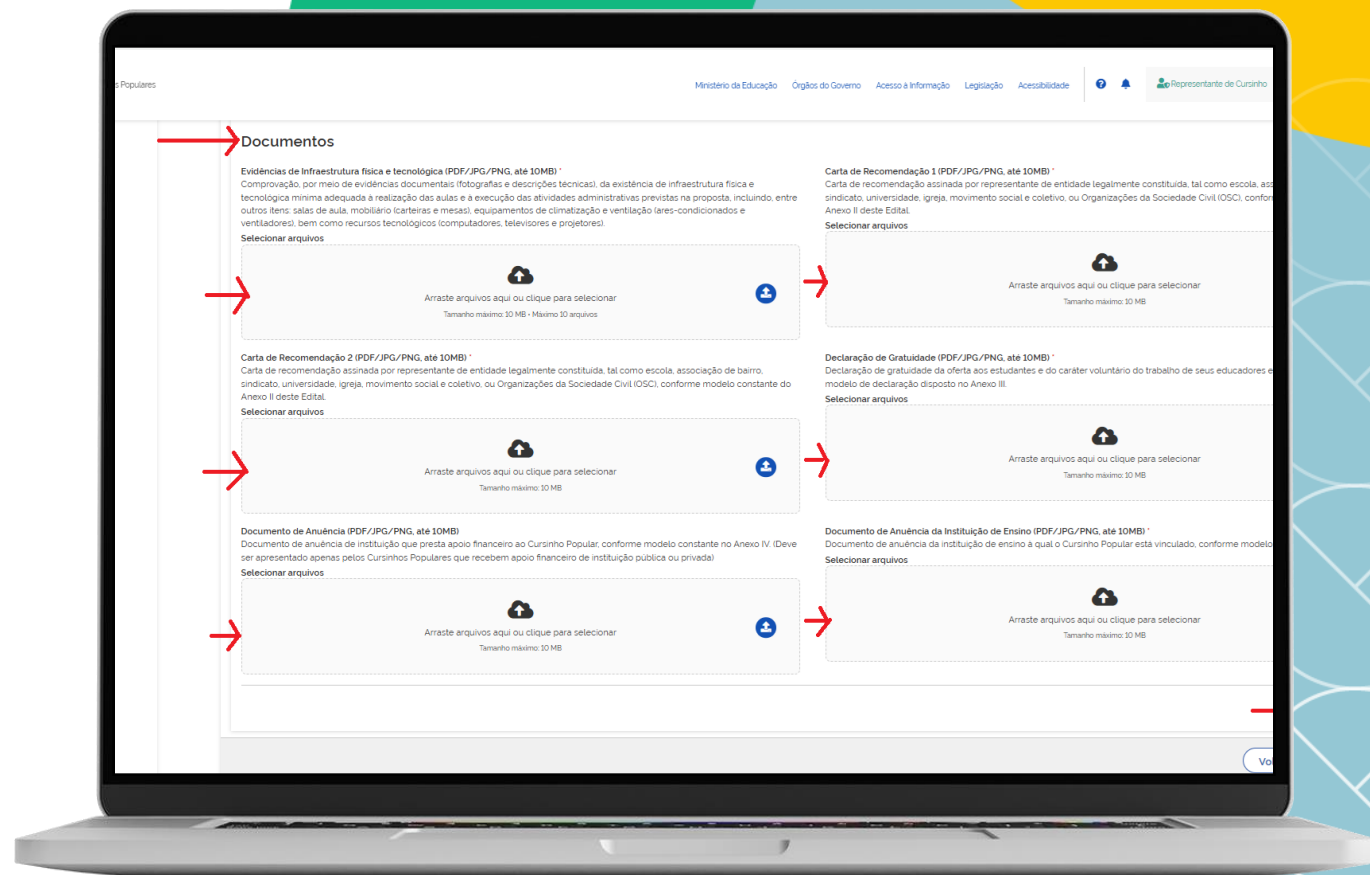 s Populares
Ministério da Educação Órgãos do Governo Acesso à Informação Legislação Acessibilidade Representante de Cursinho
Documentos
Evidências de Infraestrutura física e tecnológica (PDF/JPG/PNG, até 10MB) *
Comprovação, por meio de evidências documentais (fotografias e descrições técnicas), da existência de infraestrutura física e
tecnológica mínima adequada à realização das aulas e à execução das atividades administrativas previstas na proposta, incluindo, entre
outros itens: salas de aula, mobiliário (carteiras e mesas), equipamentos de climatização e ventilação (ares-condicionados e
ventiladores), bem como recursos tecnológicos (computadores, televisores e projetores).
Selecionar arquivos
Arraste arquivos aqui ou clique para selecionar
Tamanho máximo: 10 MB • Máximo 10 arquivos
Carta de Recomendação 1 (PDF/JPG/PNG, até 10MB) *
Carta de recomendação assinada por representante de entidade legalmente constituída, tal como escola, ass
sindicato, universidade, igreja, movimento social e coletivo, ou Organizações da Sociedade Civil (OSC), confor
Anexo II deste Edital.
Selecionar arquivos
Arraste arquivos aqui ou clique para selecionar
Tamanho máximo: 10 MB
Carta de Recomendação 2 (PDF/JPG/PNG, até 10MB) *
Carta de recomendação assinada por representante de entidade legalmente constituída, tal como escola, associação de bairro,
sindicato, universidade, igreja, movimento social e coletivo, ou Organizações da Sociedade Civil (OSC), conforme modelo constante do
Anexo II deste Edital.
Selecionar arquivos
Arraste arquivos aqui ou clique para selecionar
Tamanho máximo: 10 MB
Declaração de Gratuidade (PDF/JPG/PNG, até 10MB) *
Declaração de gratuidade da oferta aos estudantes e do caráter voluntário do trabalho de seus educadores e
modelo de declaração disposto no Anexo III.
Selecionar arquivos
Arraste arquivos aqui ou clique para selecionar
Tamanho máximo: 10 MB
Documento de Anuência (PDF/JPG/PNG, até 10MB)
Documento de anuência de instituição que presta apoio financeiro ao Cursinho Popular, conforme modelo constante no Anexo IV. (Deve
ser apresentado apenas pelos Cursinhos Populares que recebem apoio financeiro de instituição pública ou privada)
Selecionar arquivos
Arraste arquivos aqui ou clique para selecionar
Tamanho máximo: 10 MB
Documento de Anuência da Instituição de Ensino (PDF/JPG/PNG, até 10MB) *
Documento de anuência da instituição de ensino à qual o Cursinho Popular está vinculado, conforme modelo
Selecionar arquivos
Arraste arquivos aqui ou clique para selecionar
Tamanho máximo: 10 MB
Vol